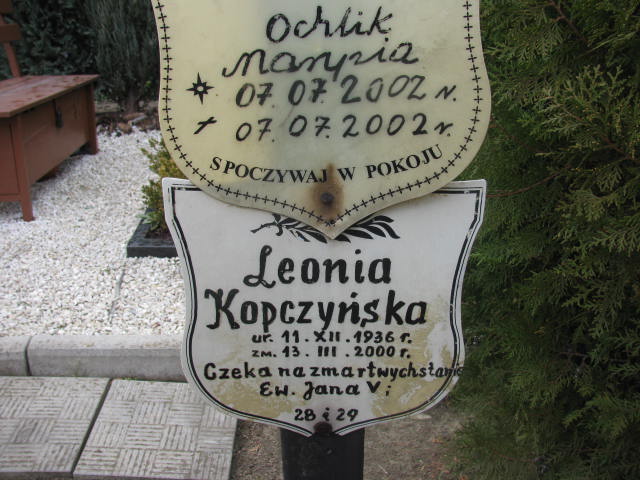 Ochlik
Marysia
07.07.2002 r.
07.07.2002 r.
SPOCZYWAJ W POKOJU
Leonia
Kopczyńska
ur. 11.XII.1936 r.
zm. 13.III.2000 r.
Czeka na zmartwychstanie
Ew. Jana V;
28 i 29